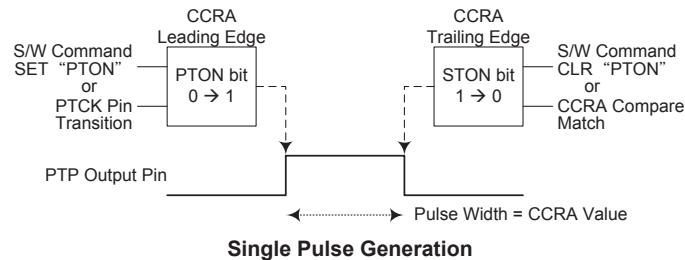 CCRA
Leading Edge
S/W Command
SET “PTON”
or
PTCK Pin
Transition
PTON bit
0 → 1
CCRA
Trailing Edge
STON bit
1 → 0
S/W Command
CLR “PTON”
or
CCRA Compare
Match
PTP Output Pin
Pulse Width = CCRA Value
Single Pulse Generation